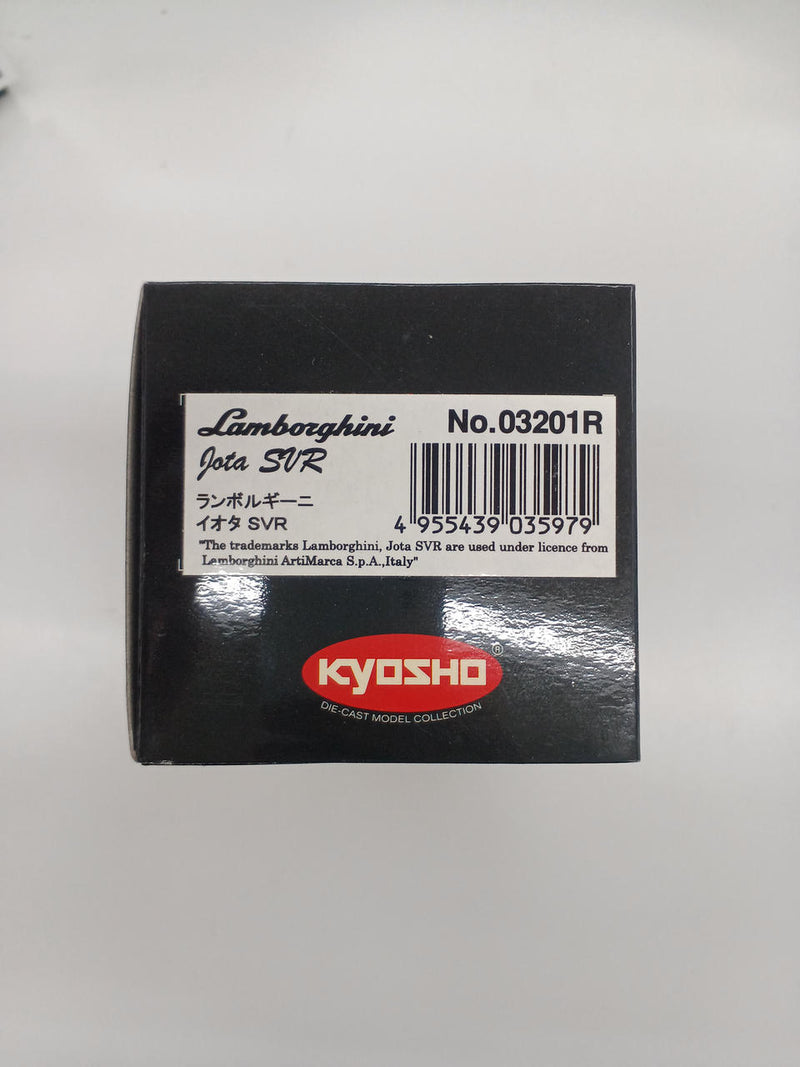 Lamborghini
No.03201R
Jota SVR
ランボルギーニ
イオタ SVR
4 955439 035979
"The trademarks Lamborghini, Jota SVR are used under licence from
Lamborghini ArtiMarca S.p.A.,Italy"
KYOSHO®
DIE-CAST MODEL COLLECTION